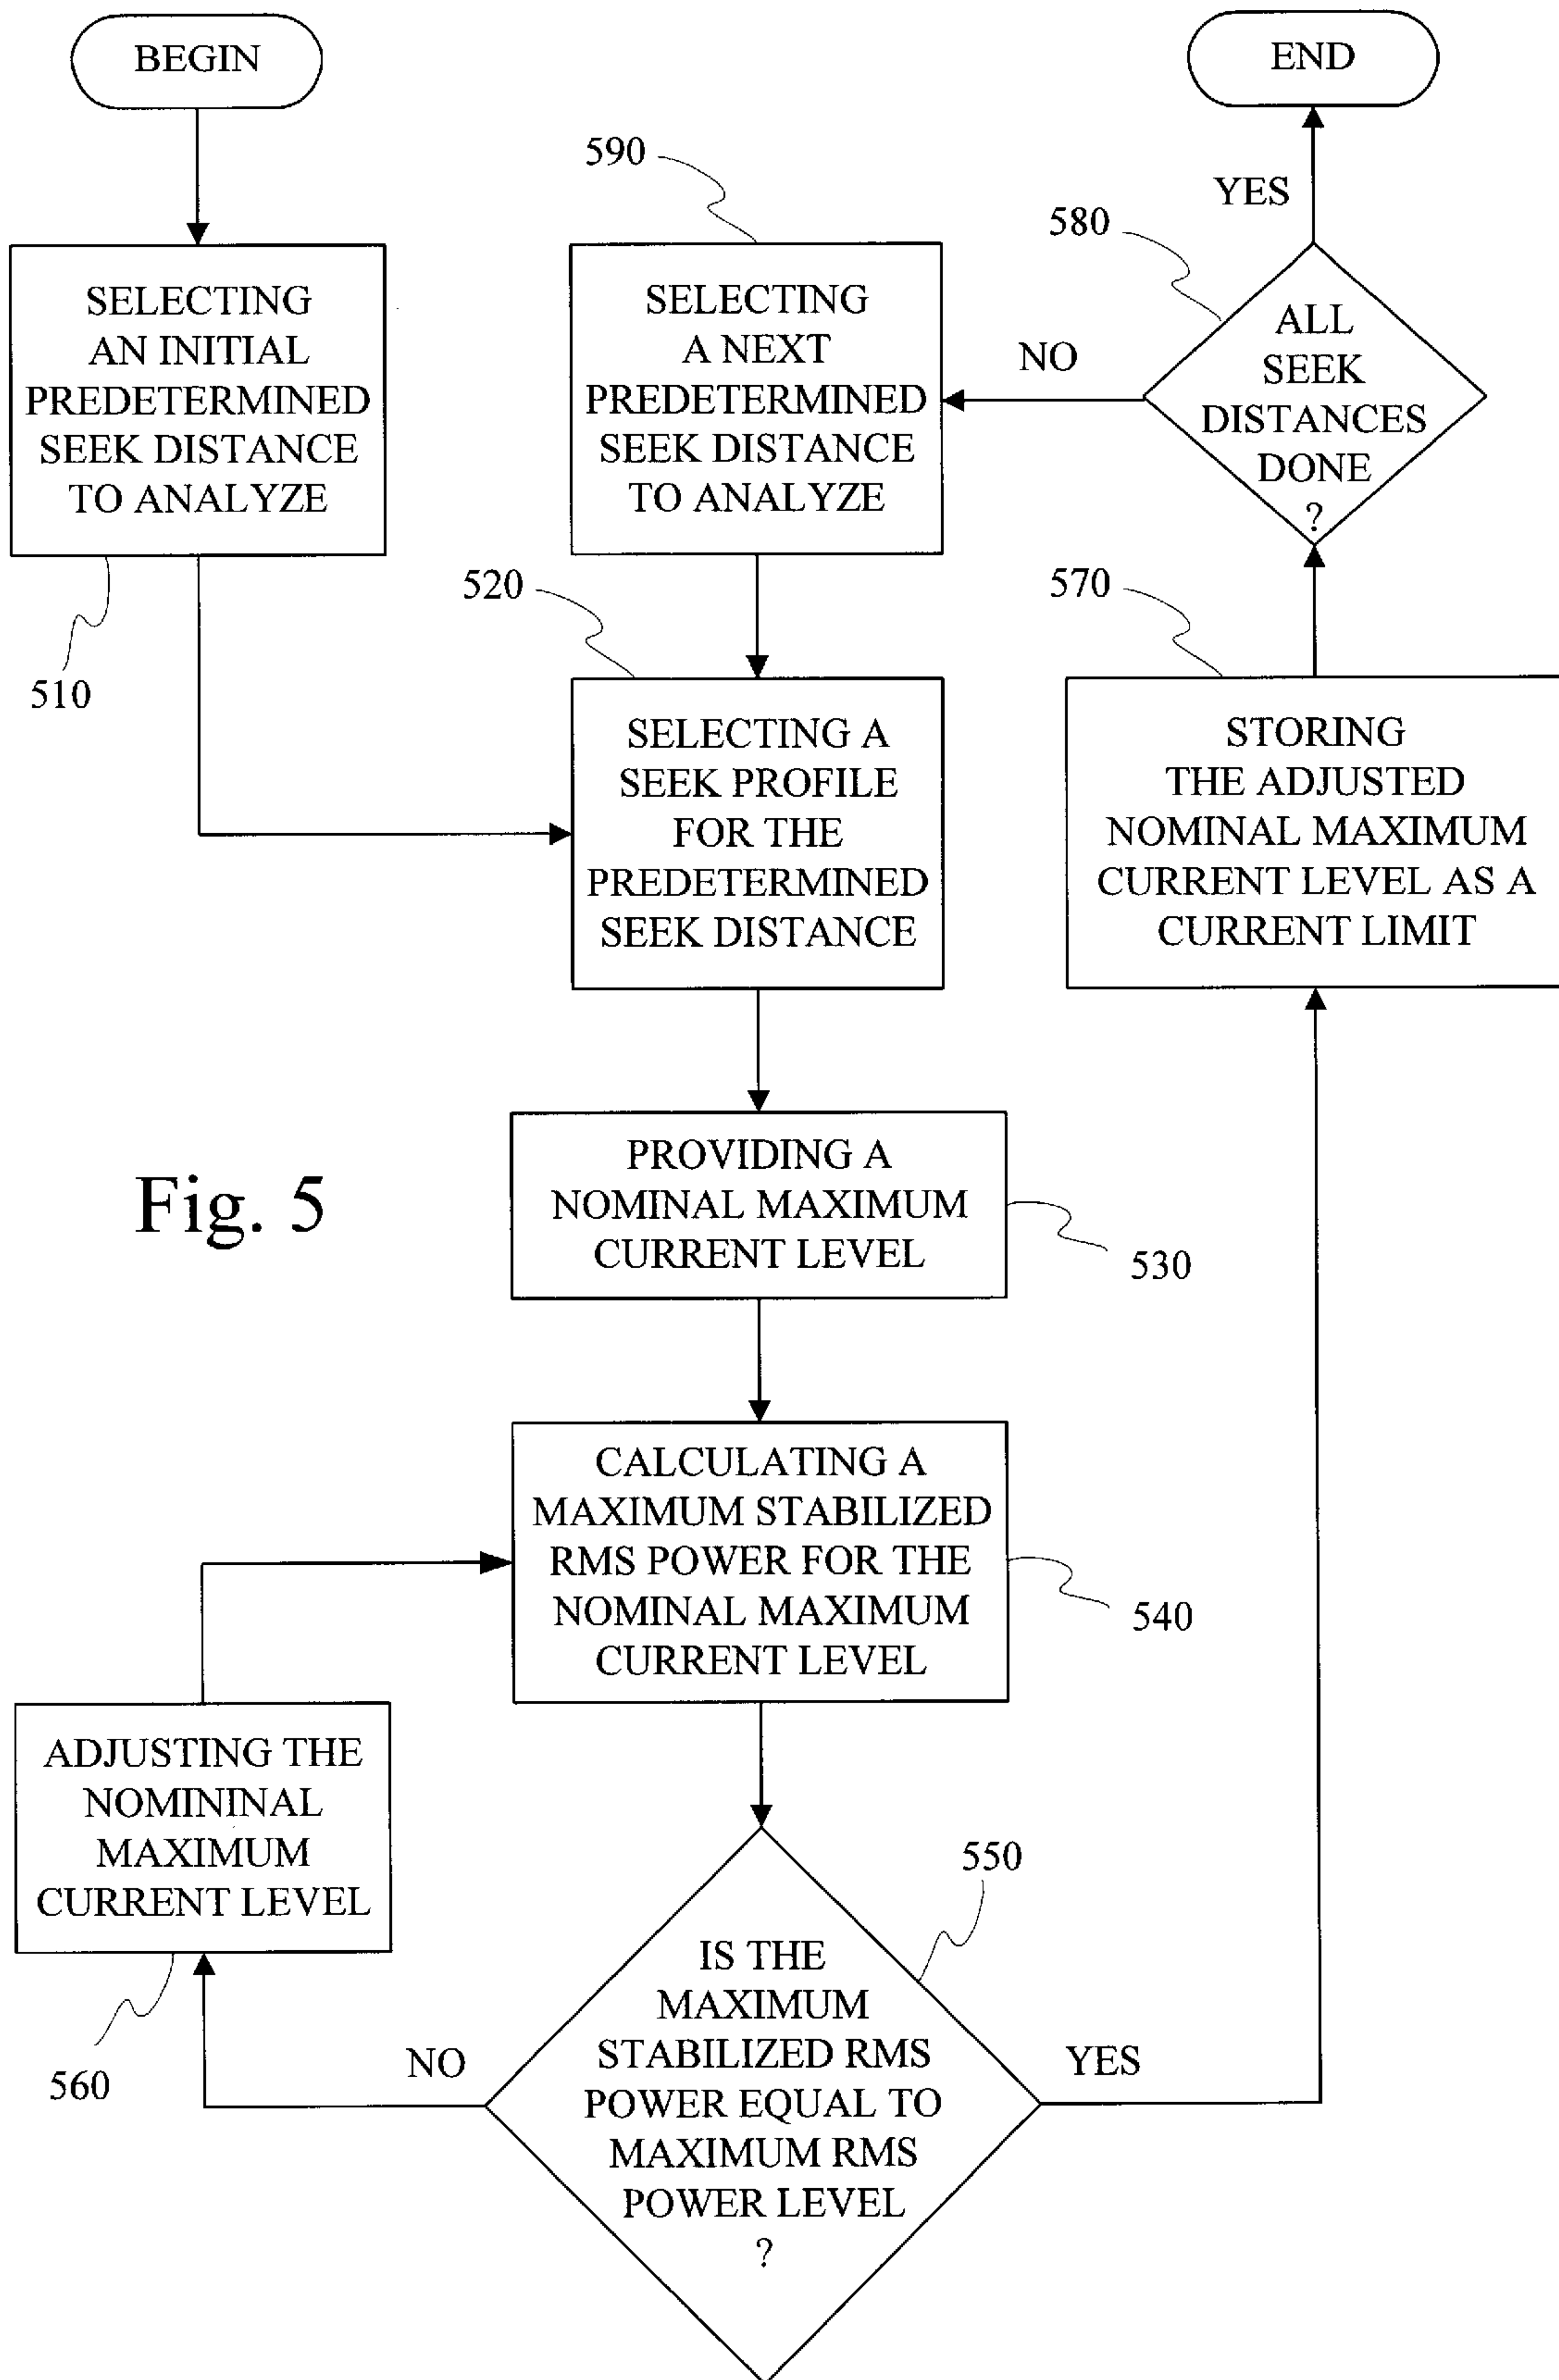 BEGIN
SELECTING
AN INITIAL
PREDETERMINED
SEEK DISTANCE
TO ANALYZE
510
590
SELECTING
A NEXT
PREDETERMINED
SEEK DISTANCE
TO ANALYZE
END
YES
580
ALL
SEEK
DISTANCES
DONE
?
NO
520
SELECTING A
SEEK PROFILE
FOR THE
PREDETERMINED
SEEK DISTANCE
570
STORING
THE ADJUSTED
NOMINAL MAXIMUM
CURRENT LEVEL AS A
CURRENT LIMIT
Fig. 5
PROVIDING A
NOMINAL MAXIMUM
CURRENT LEVEL
530
CALCULATING A
MAXIMUM STABILIZED
RMS POWER FOR THE
NOMINAL MAXIMUM
CURRENT LEVEL
540
ADJUSTING THE
NOMININAL
MAXIMUM
CURRENT LEVEL
560
NO
550
IS THE
MAXIMUM
STABILIZED RMS
POWER EQUAL TO
MAXIMUM RMS
POWER LEVEL
?
YES